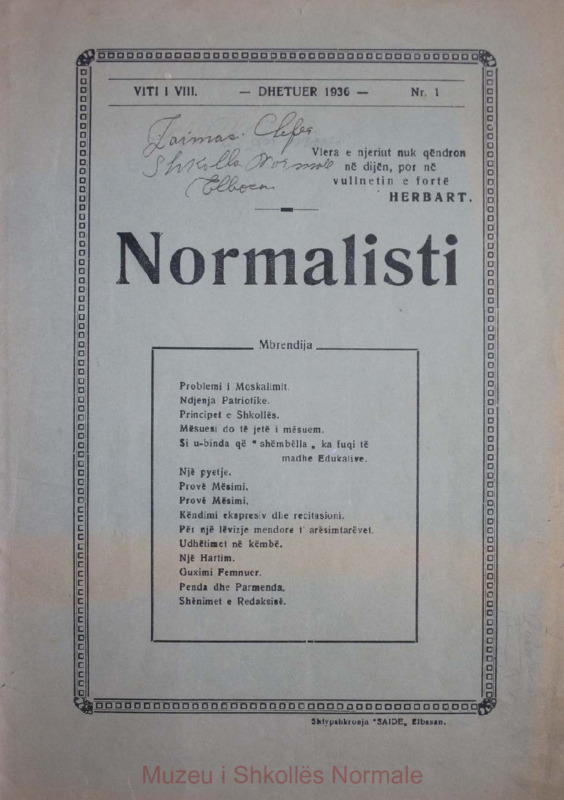 VITI I VIII. — DHETUER 1936 — Nr. 1
Shkolla Normale
Vlera e njeriut nuk qëndron
në dijën, por në
vullnetin e fortë
HERBART.
Normalisti
Mbrendija
Problemi i Moskalimit.
Ndjenja Patriotike.
Principet e Shkollës.
Mësuesi do të jetë i mësuem.
Si u-binda që “ shëmbëlla „ ka fuqi të
madhe Edukative.
Një pyetje.
Provë Mësimi.
Provë Mësimi.
Këndimi ekspresiv dhe recitasioni.
Për një lëvizje mendore t' arësimtarëvet.
Udhëtimet në këmbë.
Një Hartim.
Guximi Femnuer.
Penda dhe Parmenda.
Shënimet e Redaksisë.
Shtypshkronja “SAIDE„ Elbasan.
Muzeu i Shkollës Normale